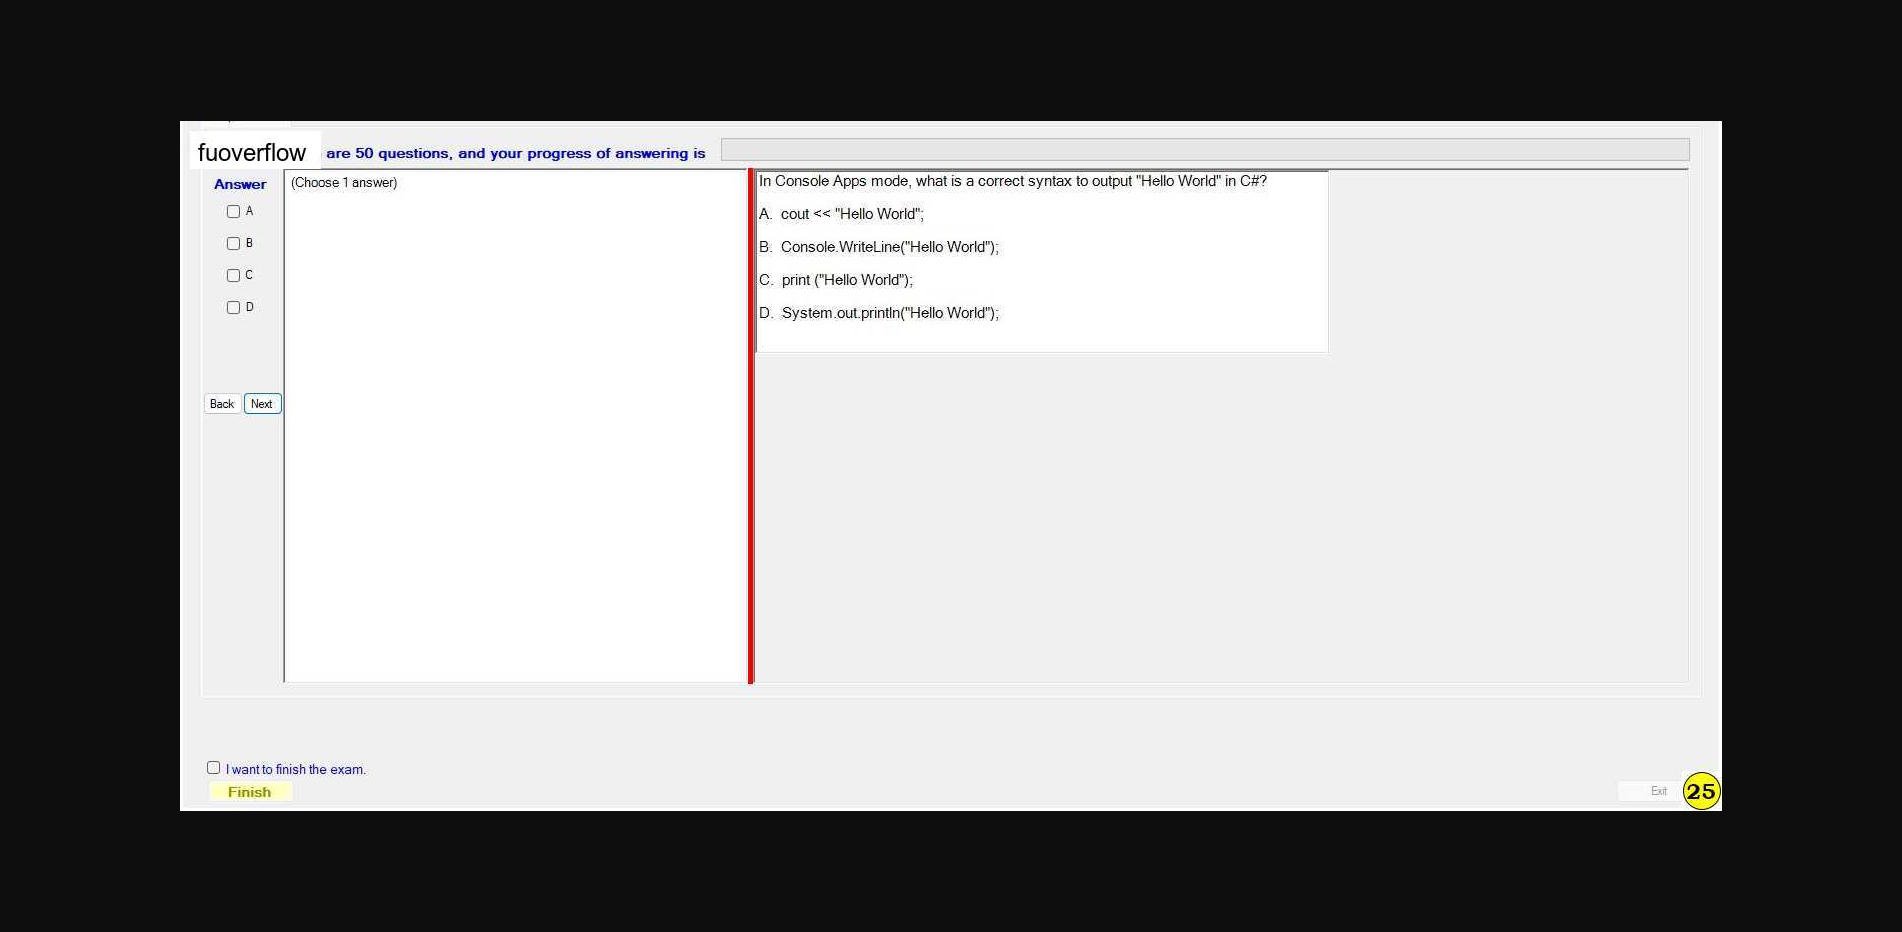 fuoverflow are 50 questions, and your progress of answering is
Answer
(Choose 1 answer)
A
B
C
D
Back Next
In Console Apps mode, what is a correct syntax to output "Hello World" in C#?
A. cout << "Hello World";
B. Console.WriteLine("Hello World");
C. print ("Hello World");
D. System.out.println("Hello World");
I want to finish the exam.
Finish
Exit
25